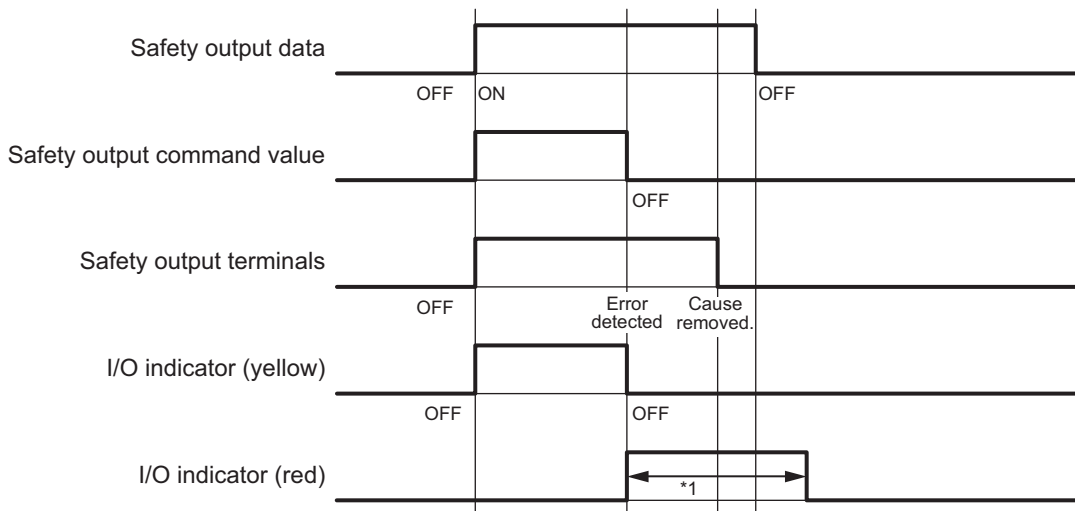 Safety output data
OFF ON OFF
Safety output command value
OFF
Safety output terminals
OFF
Error detected
Cause removed.
I/O indicator (yellow)
OFF OFF
I/O indicator (red)
*1